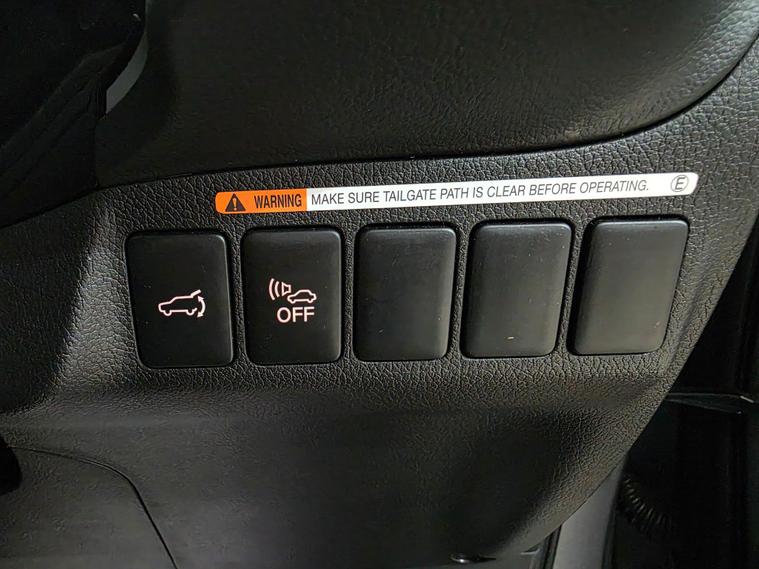 WARNING MAKE SURE TAILGATE PATH IS CLEAR BEFORE OPERATING. E
OFF